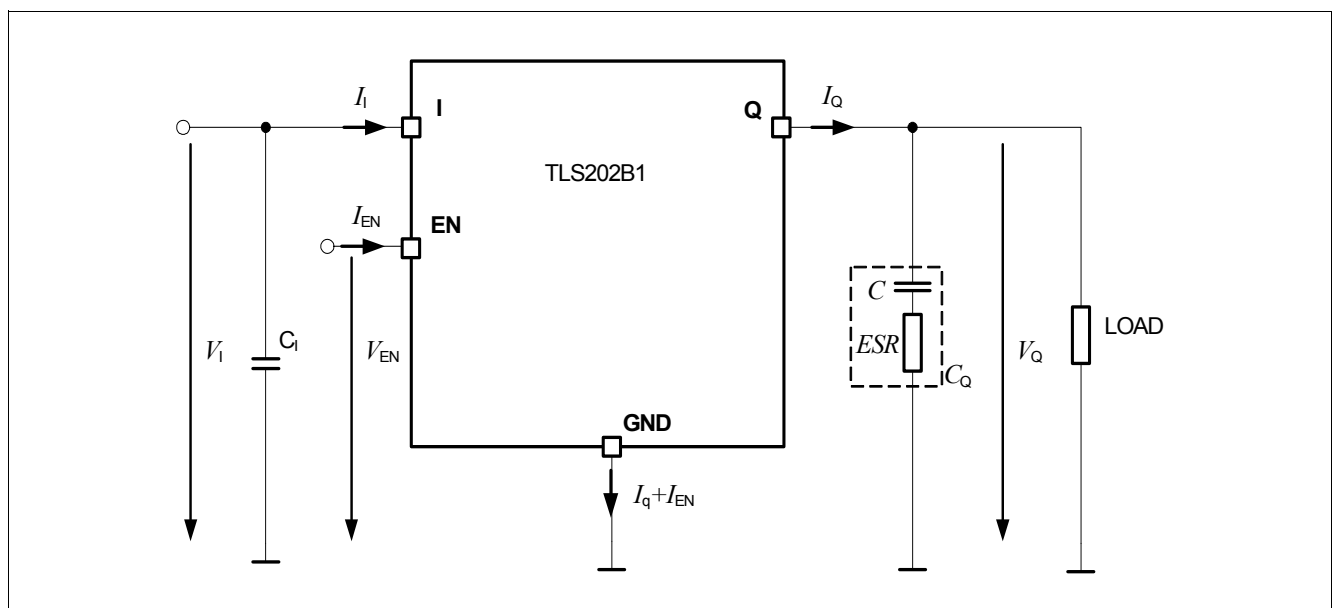 I_I
I
Q
I_Q
TLS202B1
I_EN
EN
C
C_I
ESR
LOAD
V_I
V_EN
V_Q
C_Q
GND
I_q+I_EN